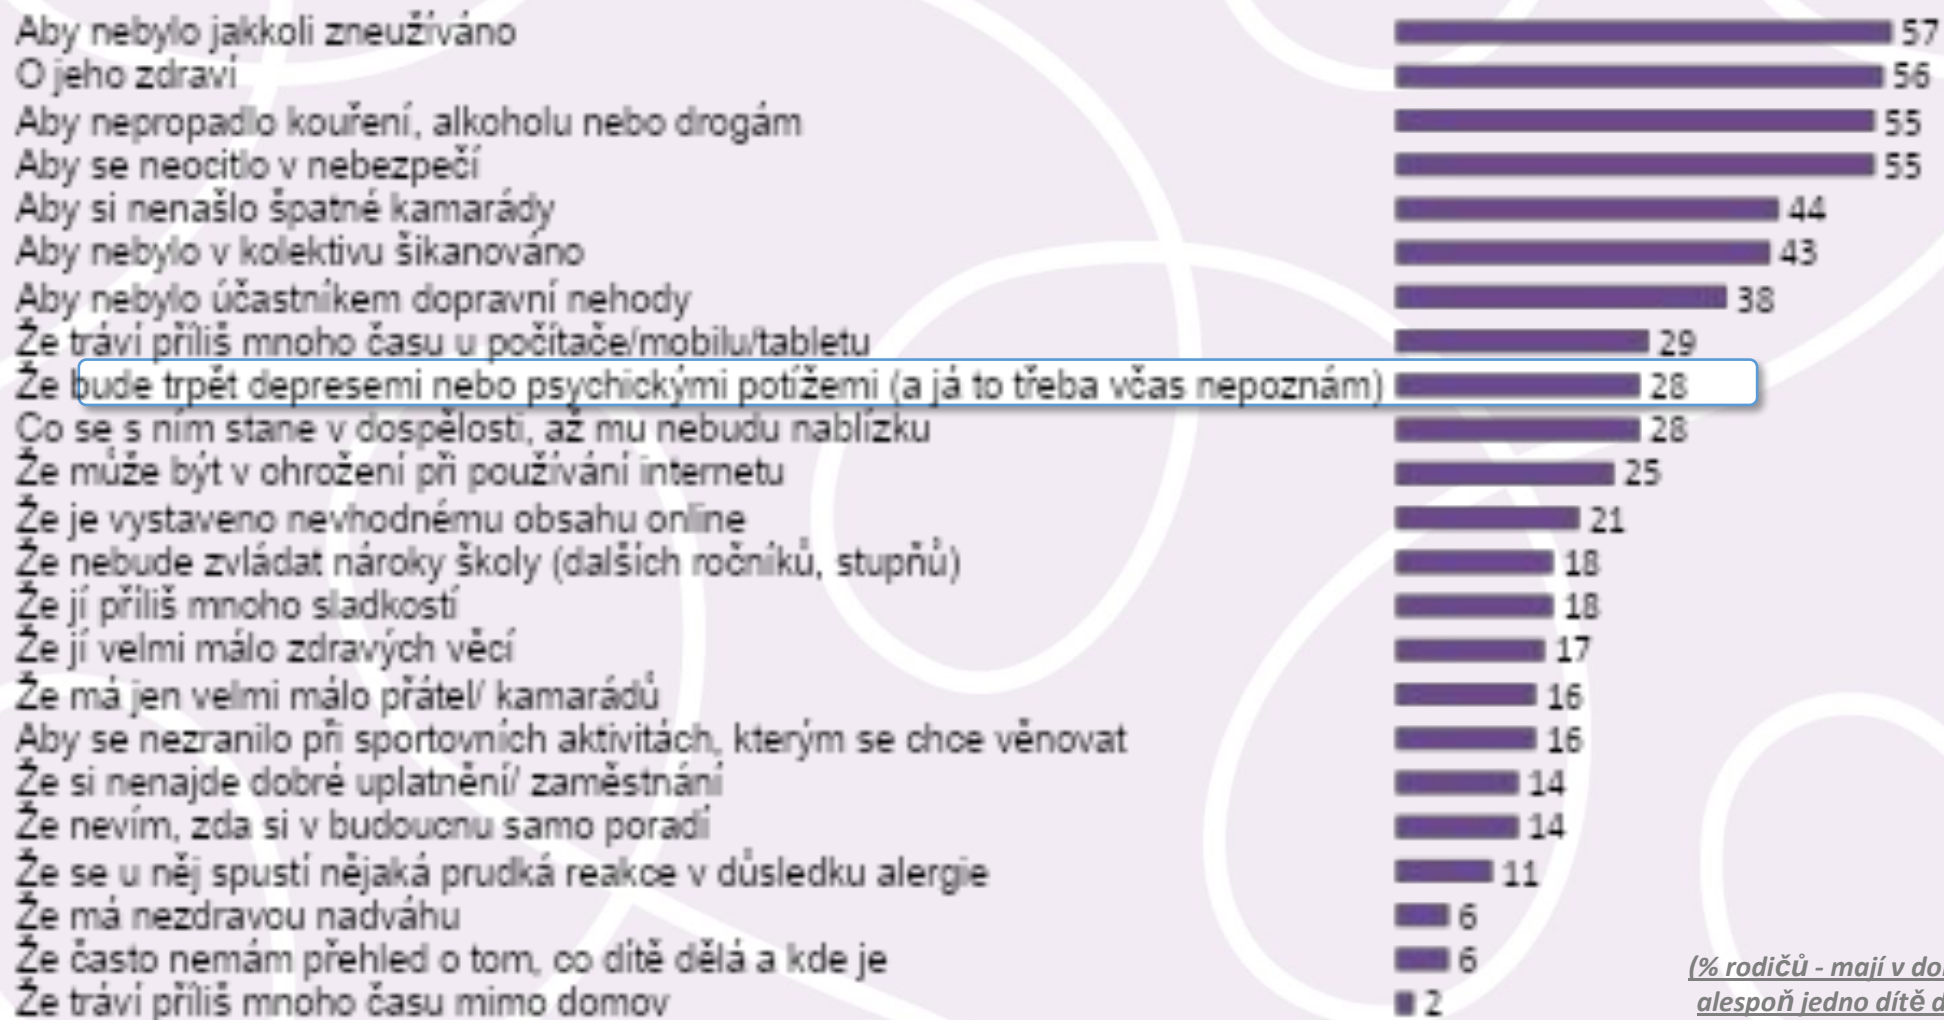 Aby nebylo jakkoli zneužíváno 57
O jeho zdraví 56
Aby nepropadlo kouření, alkoholu nebo drogám 55
Aby se neocitlo v nebezpečí 55
Aby si nenašlo špatné kamarády 44
Aby nebylo v kolektivu šikanováno 43
Aby nebylo účastníkem dopravní nehody 38
Že tráví příliš mnoho času u počítače/mobilu/tabletu 29
Že bude trpět depresemi nebo psychickými potížemi (a já to třeba včas nepoznám) 28
Co se s ním stane v dospělosti, až mu nebudu nablízku 28
Že může být v ohrožení při používání internetu 25
Že je vystaveno nevhodnému obsahu online 21
Že nebude zvládat nároky školy (dalších ročníků, stupňů) 18
Že jí příliš mnoho sladkostí 18
Že jí velmi málo zdravých věcí 17
Že má jen velmi málo přátel/ kamarádů 16
Aby se nezranilo při sportovních aktivitách, kterým se chce věnovat 16
Že si nenajde dobré uplatnění/ zaměstnání 14
Že nevím, zda si v budoucnu samo poradí 14
Že se u něj spustí nějaká prudká reakce v důsledku alergie 11
Že má nezdravou nadváhu 6
Že často nemám přehled o tom, co dítě dělá a kde je 6
Že tráví příliš mnoho času mimo domov 2
(% rodičů - mají v
alespoň jedno dítě